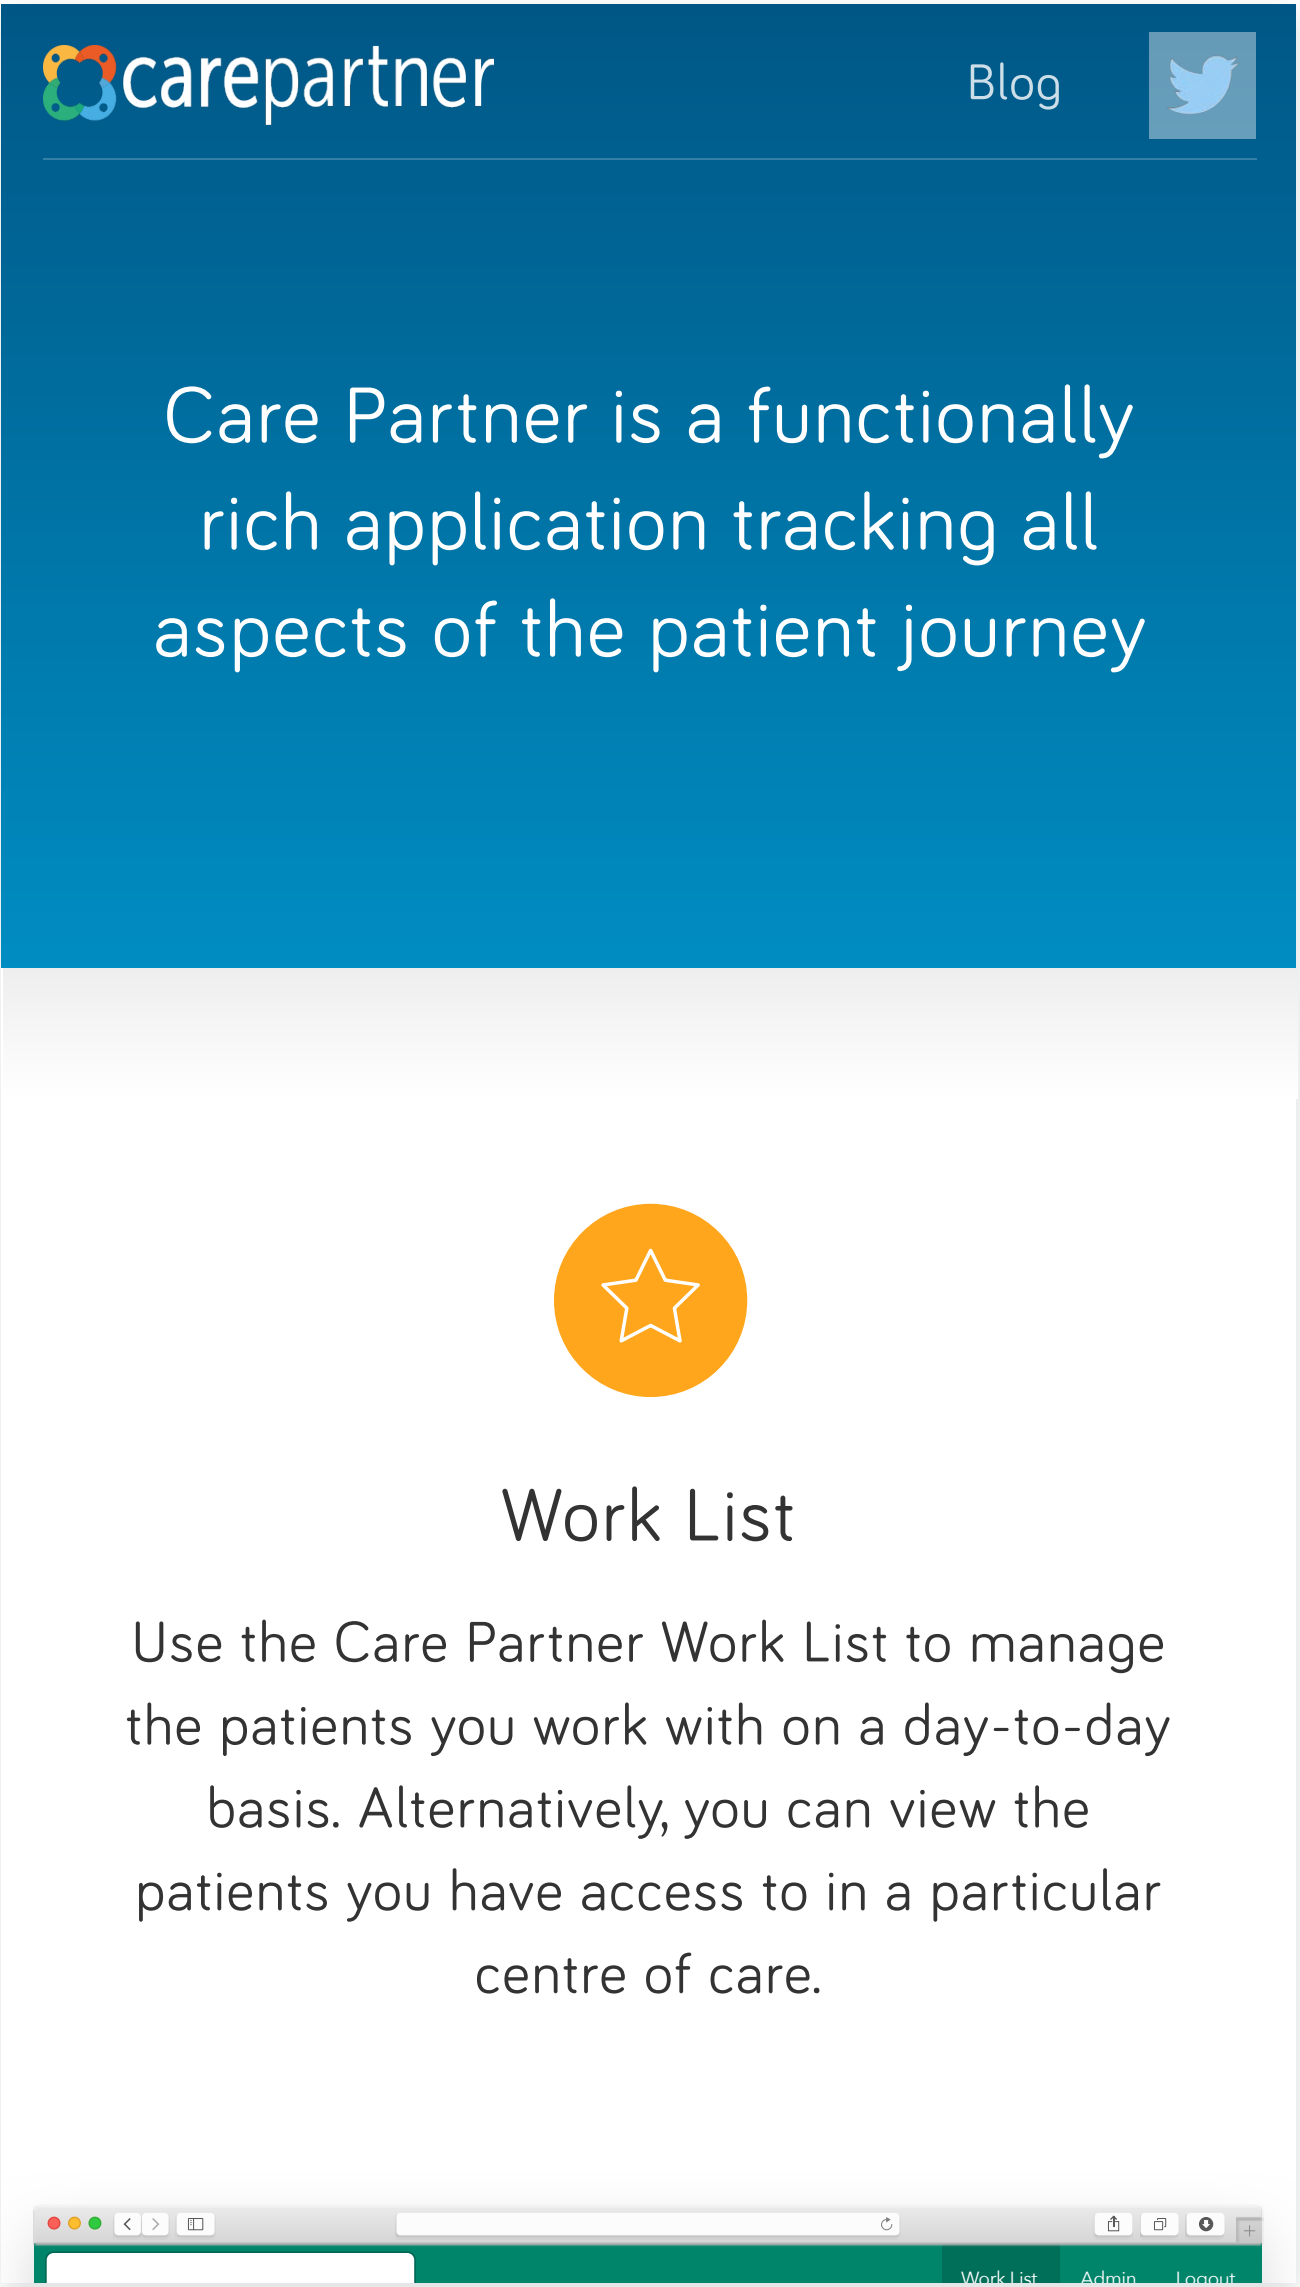 carepartner
Blog
Care Partner is a functionally
rich application tracking all
aspects of the patient journey
Work List
Use the Care Partner Work List to manage
the patients you work with on a day-to-day
basis. Alternatively, you can view the
patients you have access to in a particular
centre of care.
Work List Admin Logout